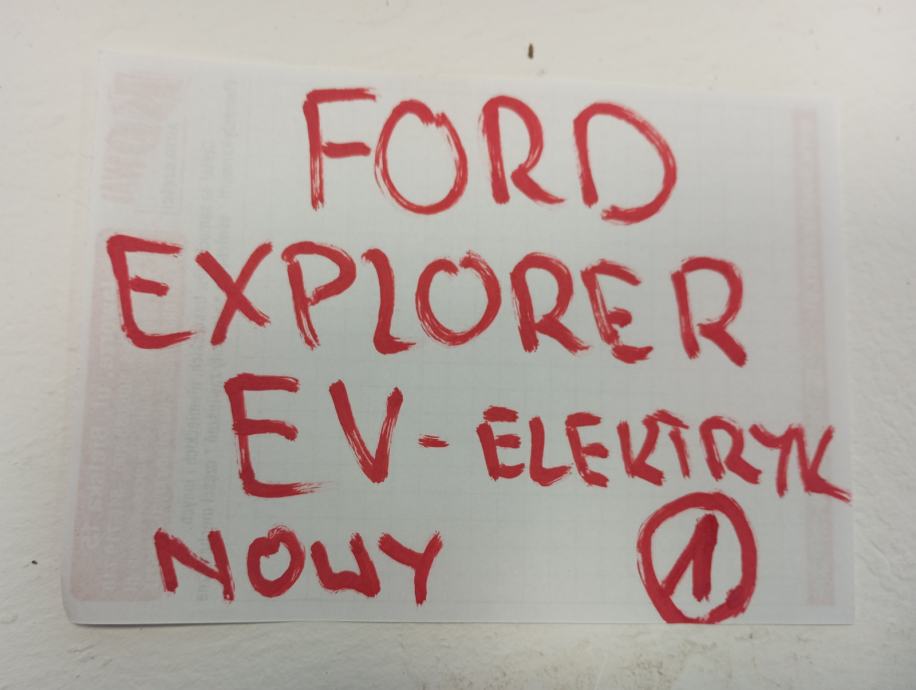 FORD
EXPLORER
EV - ELEKTRYK
NOWY 1